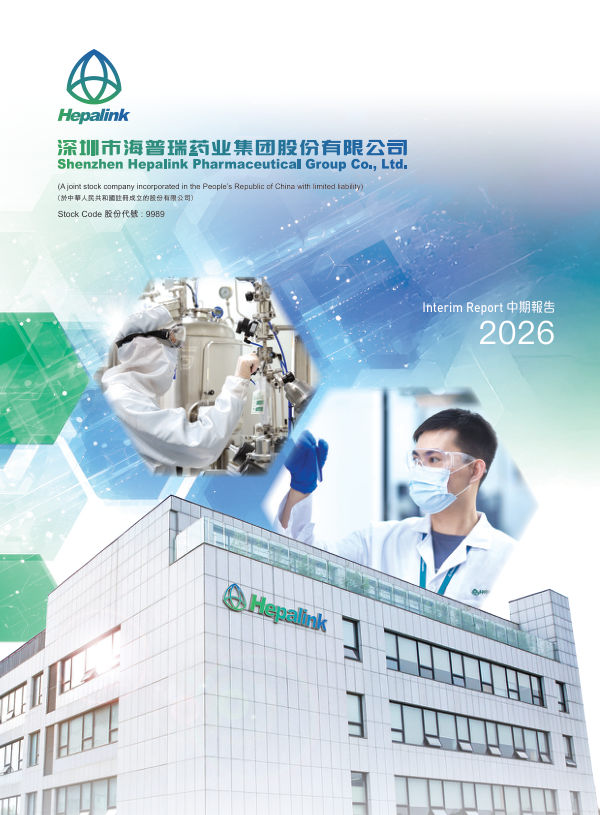 Hepalink
深圳市海普瑞药业集团股份有限公司
Shenzhen Hepalink Pharmaceutical Group Co., Ltd.
(A joint stock company incorporated in the People's Republic of China with limited liability)
(於中華人民共和國註冊成立的股份有限公司)
Stock Code 股份代號 : 9989
Interim Report 中期報告
2026
Hepalink